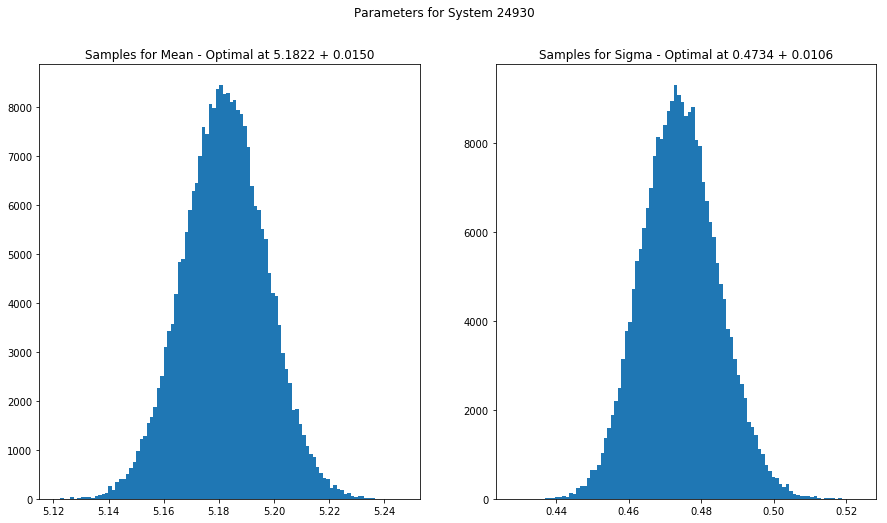 Parameters for System 24930
Samples for Mean - Optimal at 5.1822 + 0.0150
8000
7000
6000
5000
4000
3000
2000
1000
0
5.12 5.14 5.16 5.18 5.20 5.22 5.24
Samples for Sigma - Optimal at 0.4734 + 0.0106
8000
6000
4000
2000
0
0.44 0.46 0.48 0.50 0.52